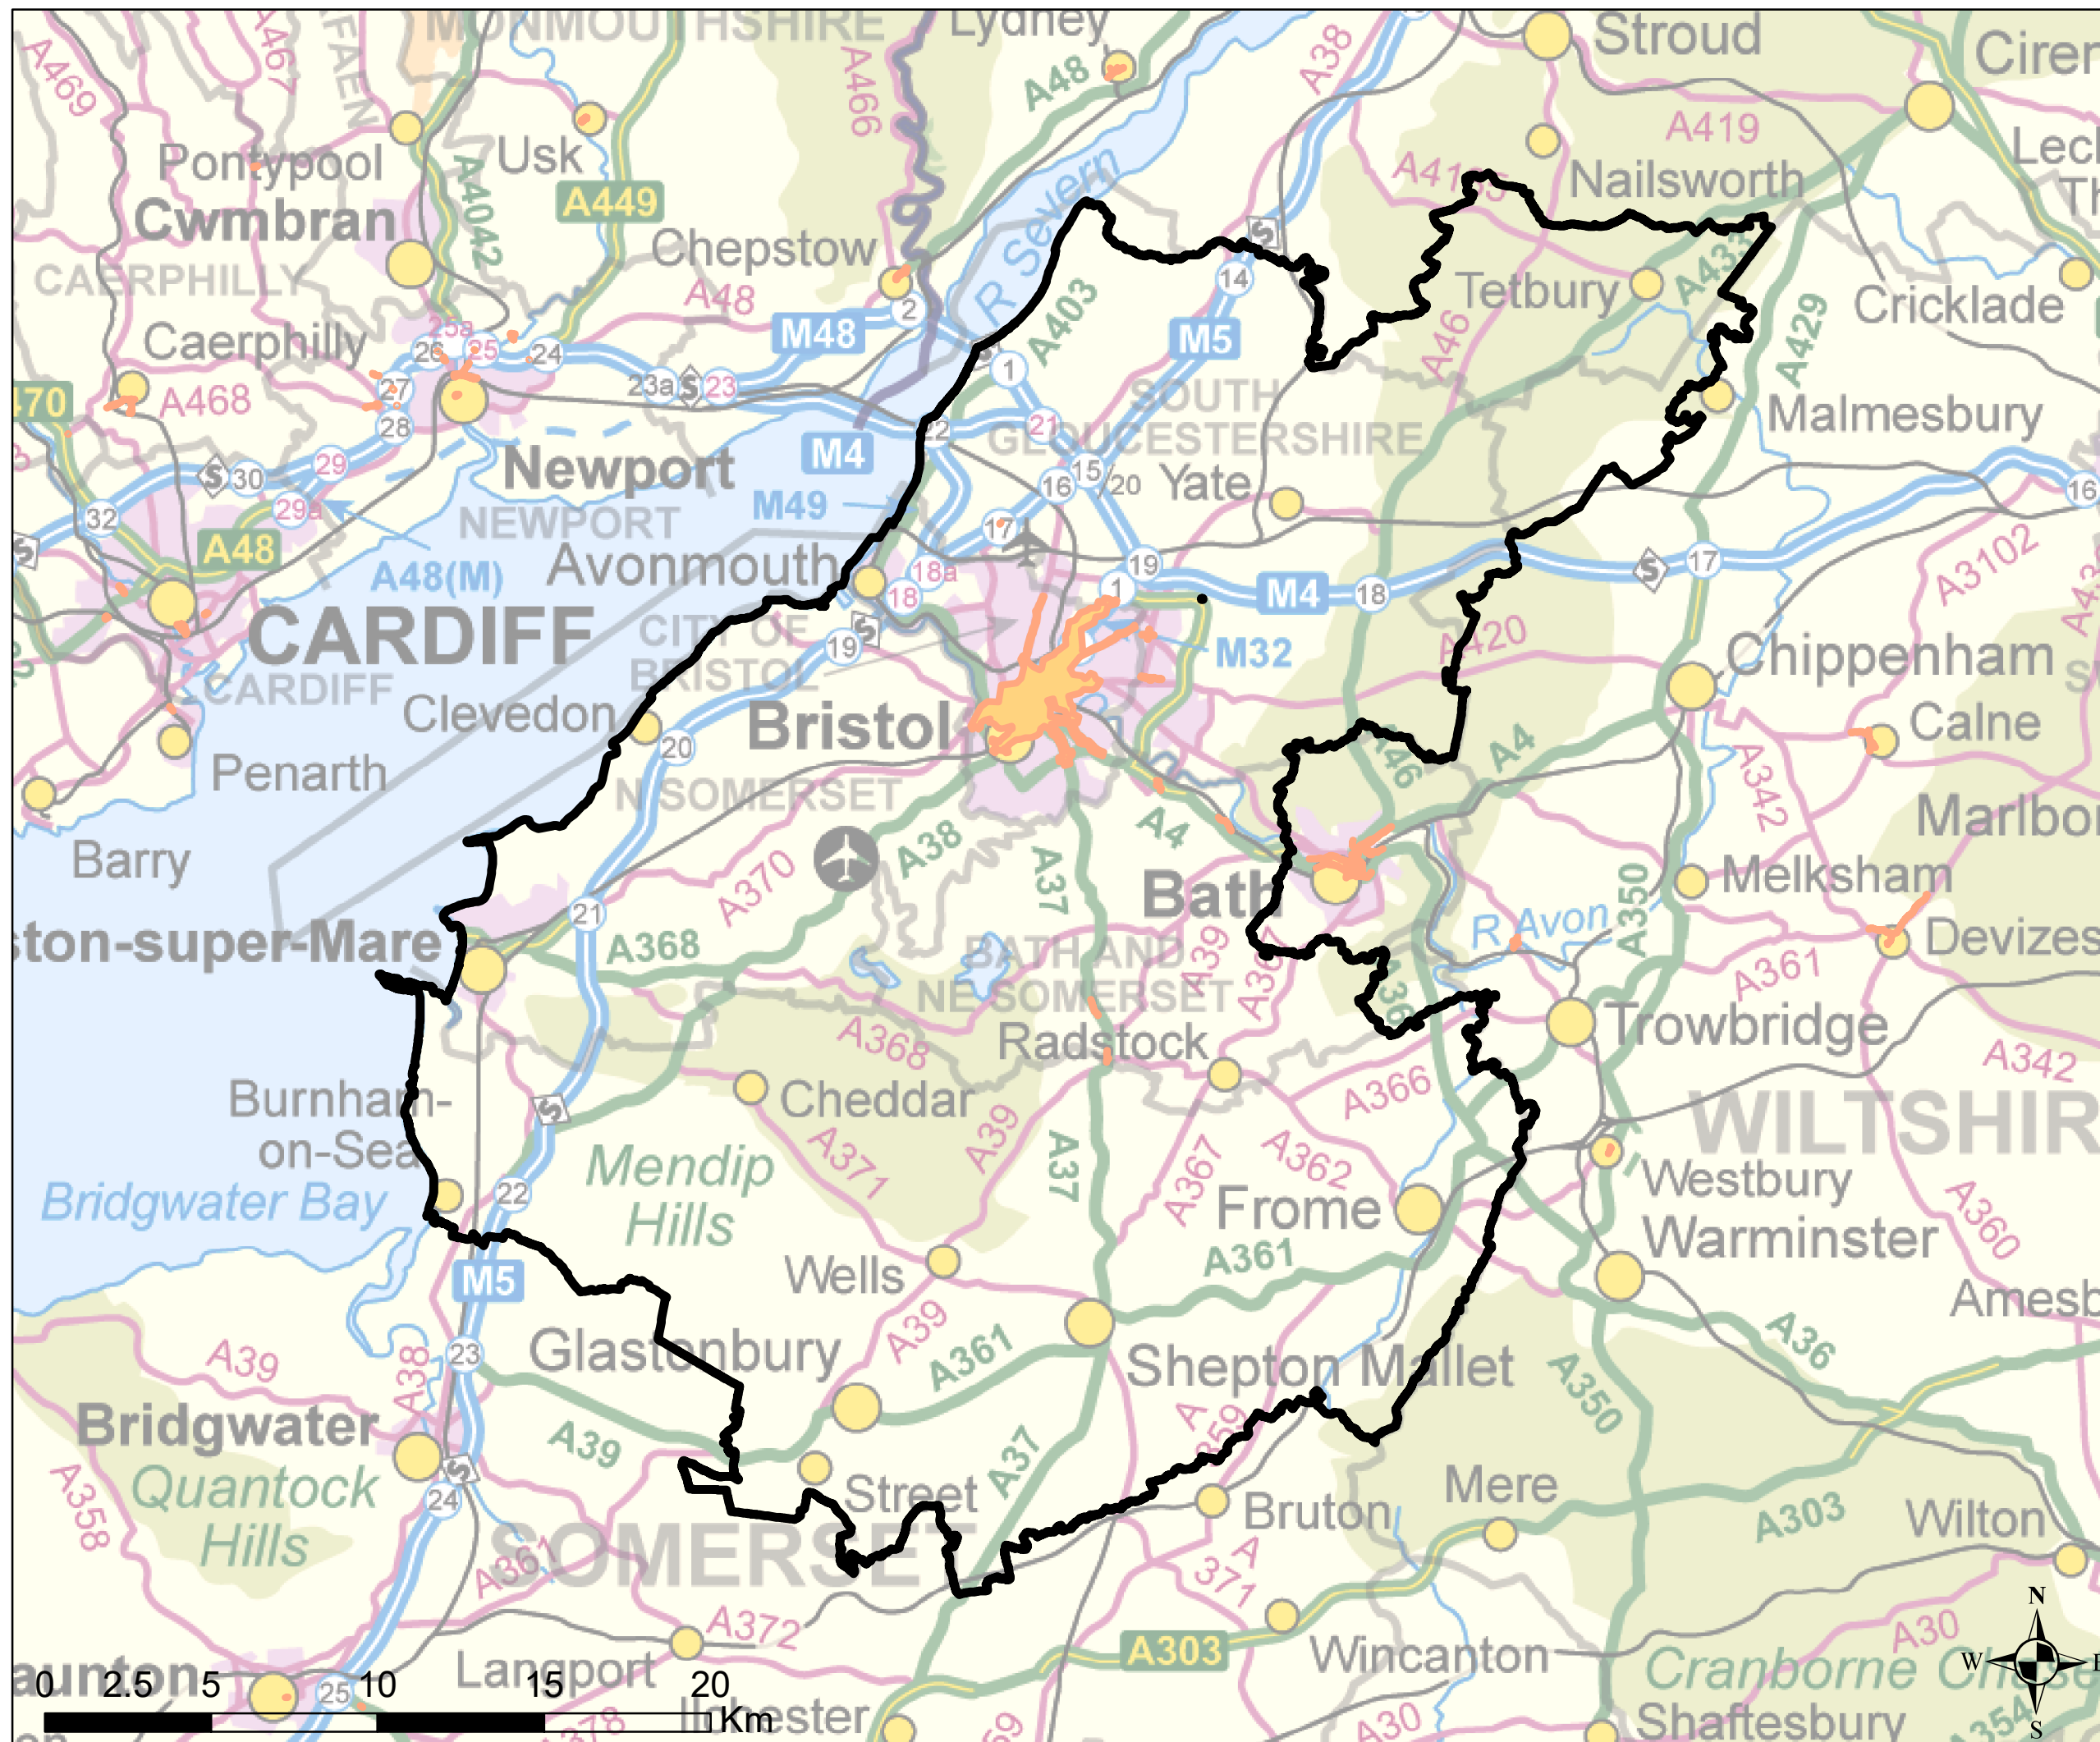 MONMOUTHSHIRE
Lydney
Stroud
A469
A467
A466
A48
A38
A419
Pontypool
Usk
A4042
A449
Nailsworth
Cwmbran
R Severn
Chepstow
CAERPHILLY
A48
2
14
S
Tetbury
A433
A429
Cricklade
Caerphilly
25a
26
25
24
M48
A403
M5
A46
A468
27
28
23a
S
23
1
SOUTH
GLOUCESTERSHIRE
Malmesbury
22
21
M4
S
30
29
29a
Newport
NEWPORT
M49
15
/20
16
Yate
16
32
A48
S
A48(M)
Avonmouth
17
18a
18
19
1
M4
18
S
17
A3102
CARDIFF
CARDIFF
CITY OF
BRISTOL
19
S
M32
A420
Chippenham
Clevedon
20
Bristol
A46
A4
Calne
Penarth
N SOMERSET
A4
A342
Barry
A38
A370
A37
Bath
Melksham
A350
21
R Avon
ston-super-Mare
A368
BATH AND
NE SOMERSET
A39
A361
Devizes
A368
Radstock
Trowbridge
A342
Burnham-
on-Sea
S
Cheddar
A366
A371
A39
A37
A367
A362
WILTSHIR
Bridgwater Bay
22
Mendip
Hills
Frome
Westbury
Warminster
A360
M5
Wells
A361
A39
A38
23
Glastonbury
A39
A361
Shepton Mallet
A36
A350
Bridgwater
A39
Quantock
Hills
A358
S
24
Street
A37
Bruton
Mere
A303
Wilton
SOMERSET
A361
A
371
N
A372
A303
Wincanton
A30
W
S
aunton
25
Langport
Ilchester
Cranborne Chase
A30
Shaftesbury
A354
0 2.5 5 10 15 20
Km